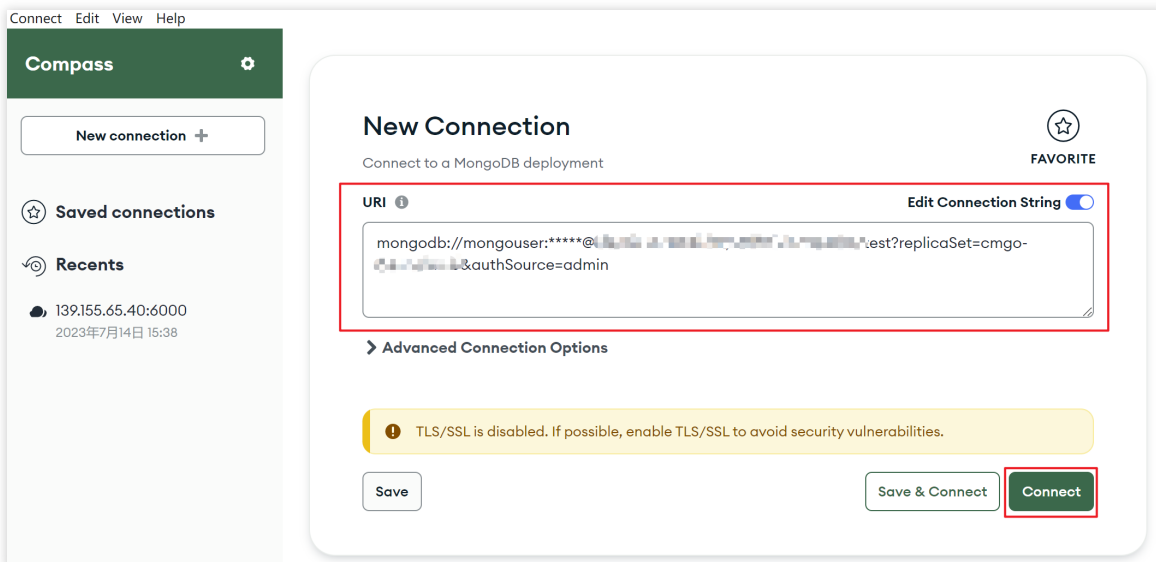 Connect Edit View Help
Compass
New connection
Saved connections
Recents
139.155.65.40:6000
2023年7月14日 15:38
New Connection
Connect to a MongoDB deployment
FAVORITE
URI
Edit Connection String
mongodb://mongouser:*****@ est?replicaSet=cmgo-
&authSource=admin
Advanced Connection Options
TLS/SSL is disabled. If possible, enable TLS/SSL to avoid security vulnerabilities.
Save
Save & Connect
Connect